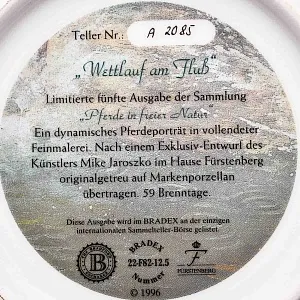 Teller Nr.: A 2085
„Wettlauf am Fluß"
Limitierte fünfte Ausgabe der Sammlung
„Pferde in freier Natur"
Ein dynamisches Pferdeporträt in vollendeter
Feinmalerei. Nach einem Exklusiv-Entwurf des
Künstlers Mike Jaroszko im Hause Fürstenberg
originalgetreu auf Markenporzellan
übertragen. 59 Brenntage.
Diese Ausgabe wird im BRADEX an der einzigen
internationalen Sammelteller-Börse gelistet
B
BRADEX
22-F82-12.5
Nummer
F
FÜRSTENBERG
© 1996